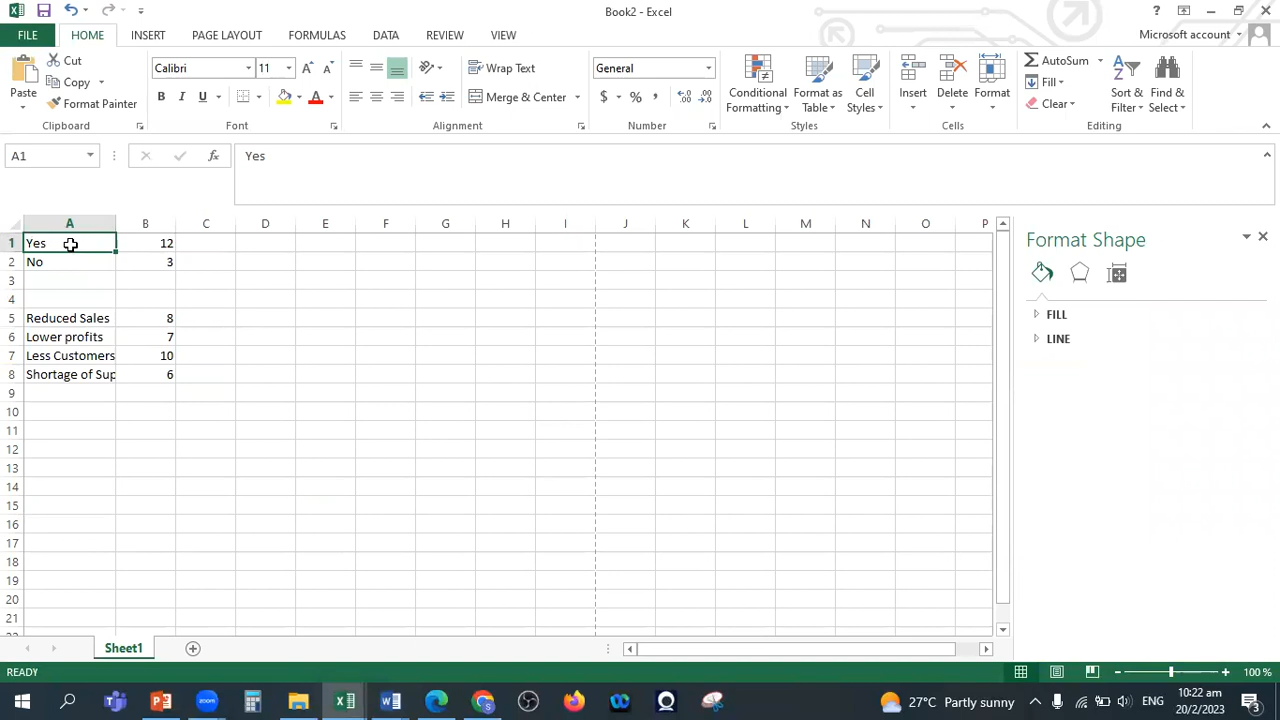 Book2 - Excel
?
FILE
HOME
INSERT
PAGE LAYOUT
FORMULAS
DATA
REVIEW
VIEW
Microsoft account
Paste
Cut
Copy
Format Painter
Clipboard
Calibri
11
A A
B I U
A
Font
Wrap Text
Merge & Center
Alignment
General
$ % ,
Number
Conditional Formatting
Format as Table
Cell Styles
Styles
Insert
Delete
Format
Cells
AutoSum
Fill
Clear
Sort & Filter
Find & Select
Editing
A1
fx
Yes
A B C D E F G H I J K L M N O P
1 Yes 12
2 No 3
3
4
5 Reduced Sales 8
6 Lower profits 7
7 Less Customers 10
8 Shortage of Sup 6
9
10
11
12
13
14
15
16
17
18
19
20
21
Format Shape
FILL
LINE
Sheet1
READY
100 %
27°C Partly sunny
ENG
10:22 am
20/2/2023
3